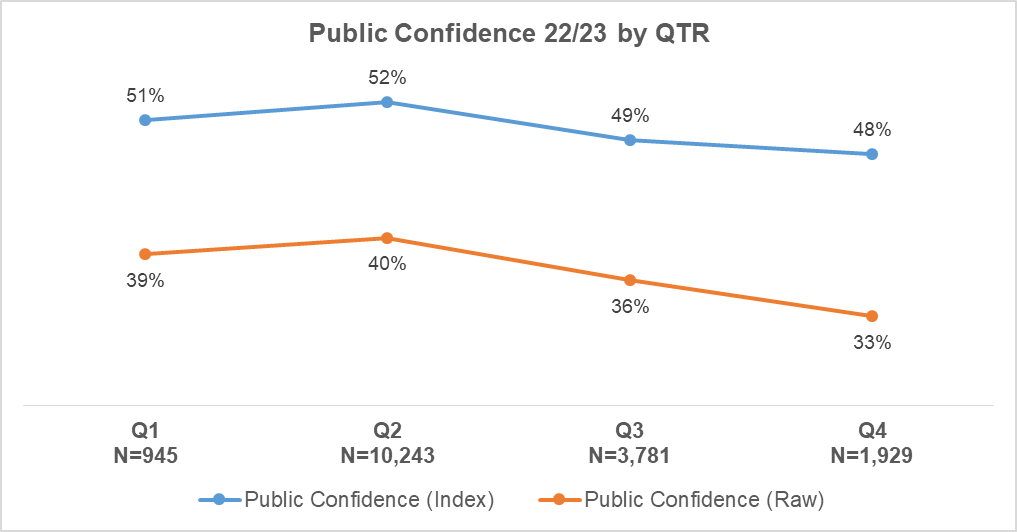 Public Confidence 22/23 by QTR
51%
52%
49%
48%
39%
40%
36%
33%
Q1
N=945
Q2
N=10,243
Q3
N=3,781
Q4
N=1,929
Public Confidence (Index)
Public Confidence (Raw)